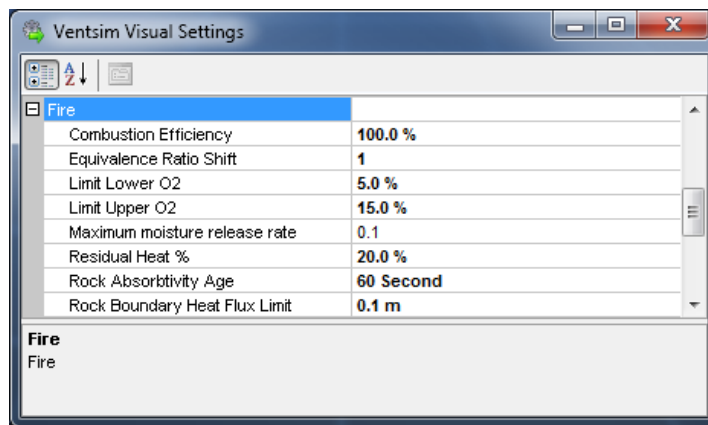 Ventsim Visual Settings
Fire
Combustion Efficiency 100.0 %
Equivalence Ratio Shift 1
Limit Lower O2 5.0 %
Limit Upper O2 15.0 %
Maximum moisture release rate 0.1
Residual Heat % 20.0 %
Rock Absorbtivity Age 60 Second
Rock Boundary Heat Flux Limit 0.1 m
Fire
Fire